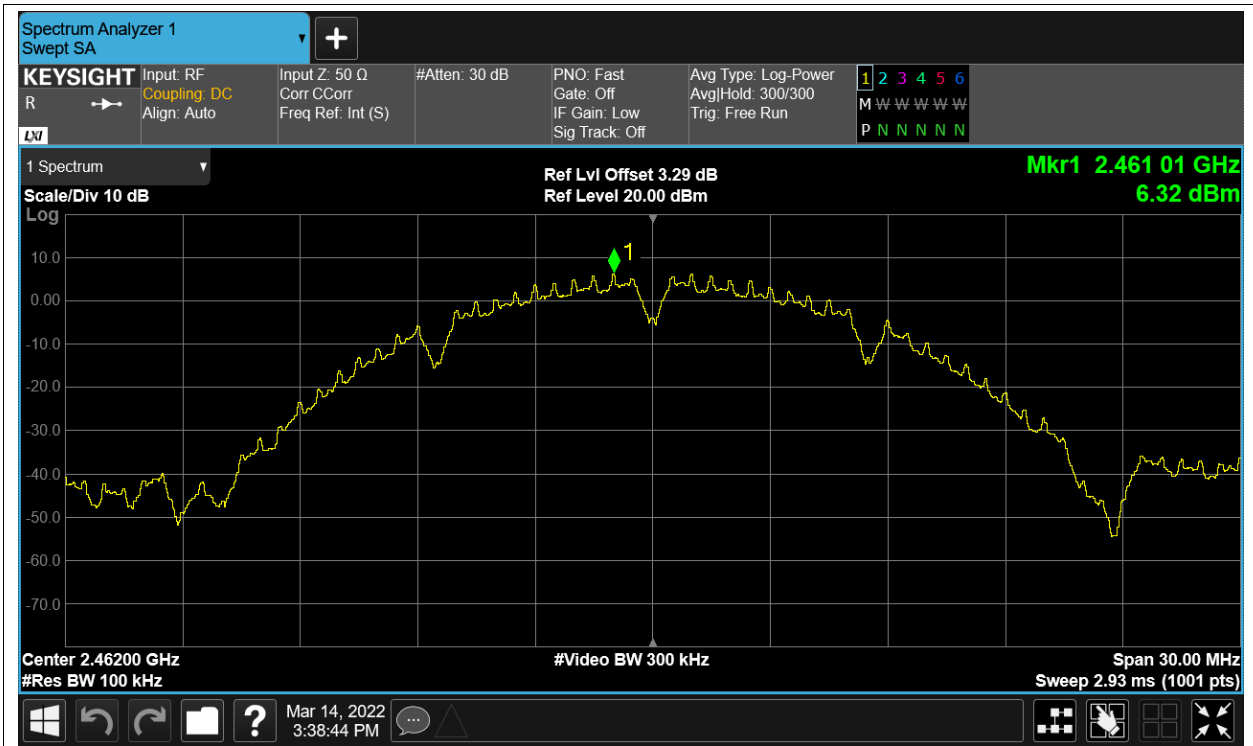 Spectrum Analyzer 1
Swept SA
KEYSIGHT
R
LXI
Input: RF
Coupling: DC
Align: Auto
Input Z: 50 Ω
Corr CCorr
Freq Ref: Int (S)
#Atten: 30 dB
PNO: Fast
Gate: Off
IF Gain: Low
Sig Track: Off
Avg Type: Log-Power
Avg|Hold: 300/300
Trig: Free Run
1 2 3 4 5 6
M W W W W W
P N N N N N
1 Spectrum
Scale/Div 10 dB
Log
Ref Lvl Offset 3.29 dB
Ref Level 20.00 dBm
Mkr1 2.461 01 GHz
6.32 dBm
1
10.0
0.00
-10.0
-20.0
-30.0
-40.0
-50.0
-60.0
-70.0
Center 2.46200 GHz
#Res BW 100 kHz
#Video BW 300 kHz
Span 30.00 MHz
Sweep 2.93 ms (1001 pts)
?
Mar 14, 2022
3:38:44 PM